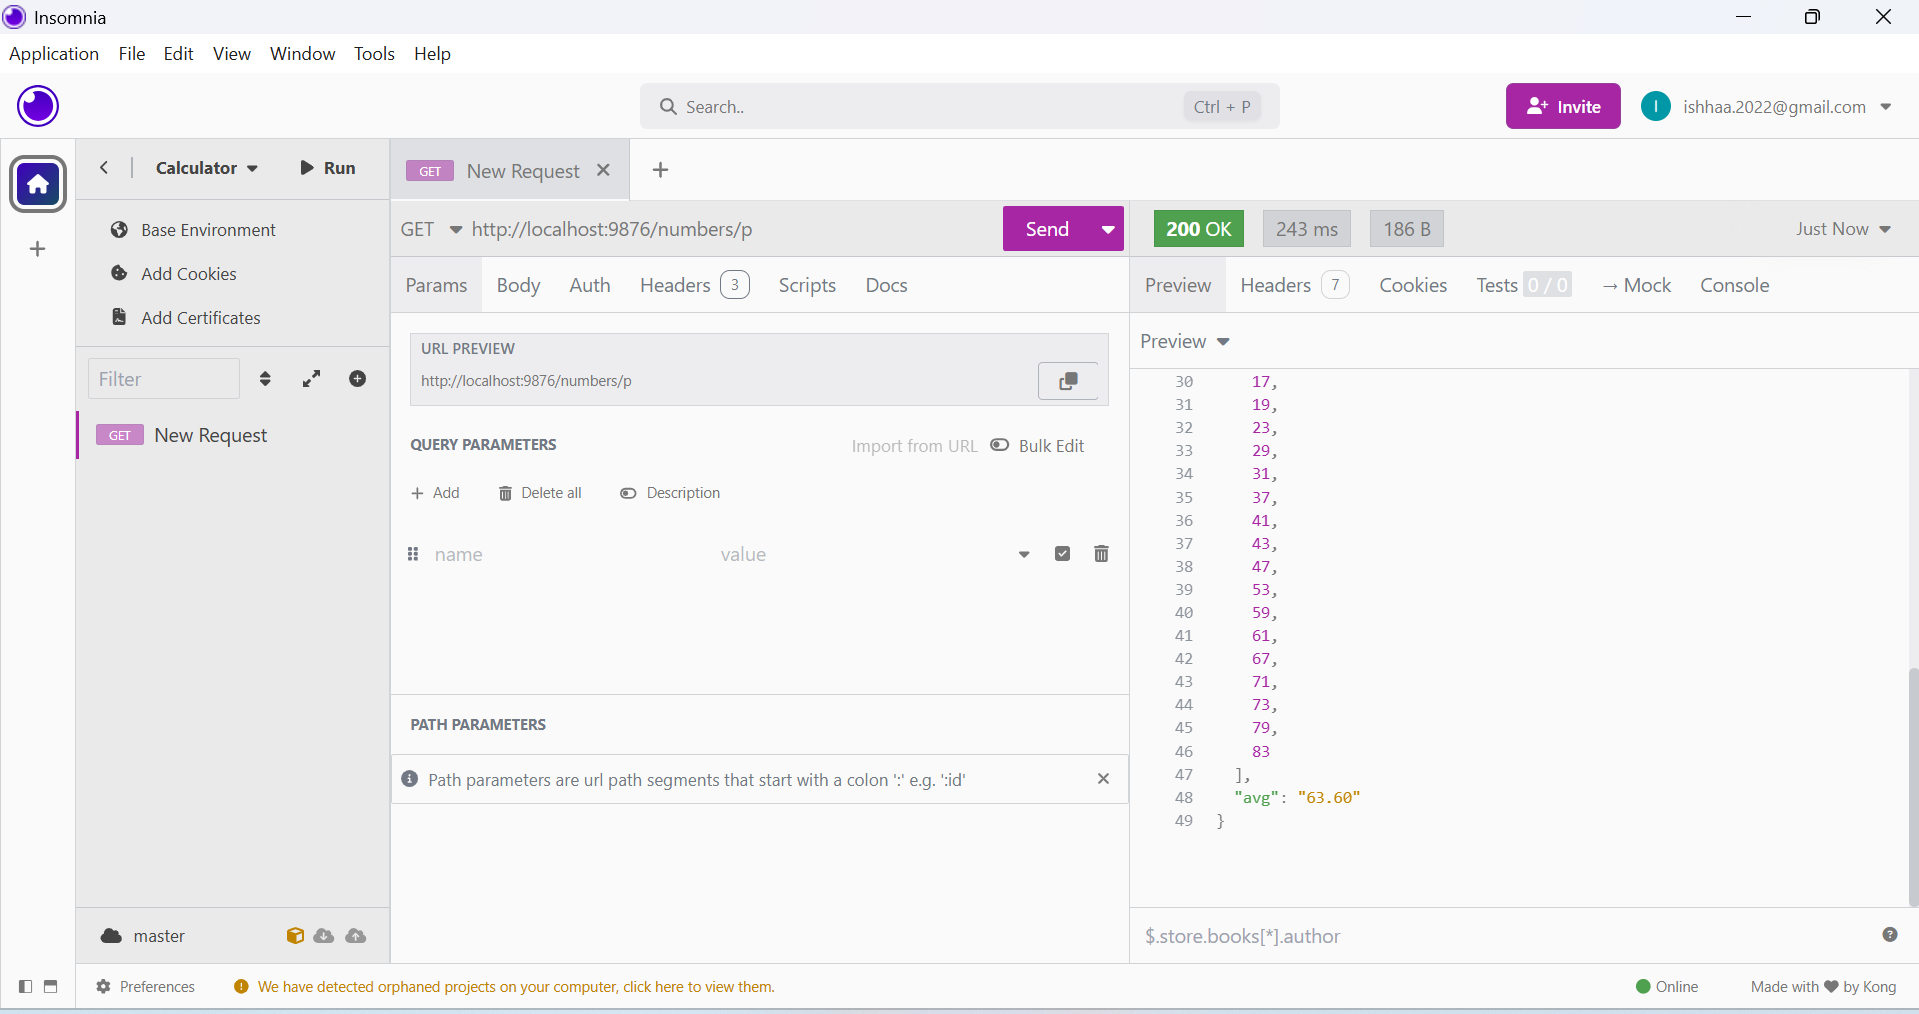 Insomnia
Application File Edit View Window Tools Help
Search.. Ctrl + P
Invite
I ishhaa.2022@gmail.com
Calculator Run
GET New Request
Base Environment
Add Cookies
Add Certificates
Filter
GET New Request
GET http://localhost:9876/numbers/p Send
200 OK 243 ms 186 B Just Now
Params Body Auth Headers 3 Scripts Docs
Preview Headers 7 Cookies Tests 0 / 0 → Mock Console
URL PREVIEW
http://localhost:9876/numbers/p
QUERY PARAMETERS Import from URL Bulk Edit
+ Add Delete all Description
name value
PATH PARAMETERS
Path parameters are url path segments that start with a colon ':' e.g. ':id'
Preview
30 17,
31 19,
32 23,
33 29,
34 31,
35 37,
36 41,
37 43,
38 47,
39 53,
40 59,
41 61,
42 67,
43 71,
44 73,
45 79,
46 83
47 ],
48 "avg": "63.60"
49 }
$.store.books[*].author
master
Preferences
We have detected orphaned projects on your computer, click here to view them.
Online
Made with ♥ by Kong